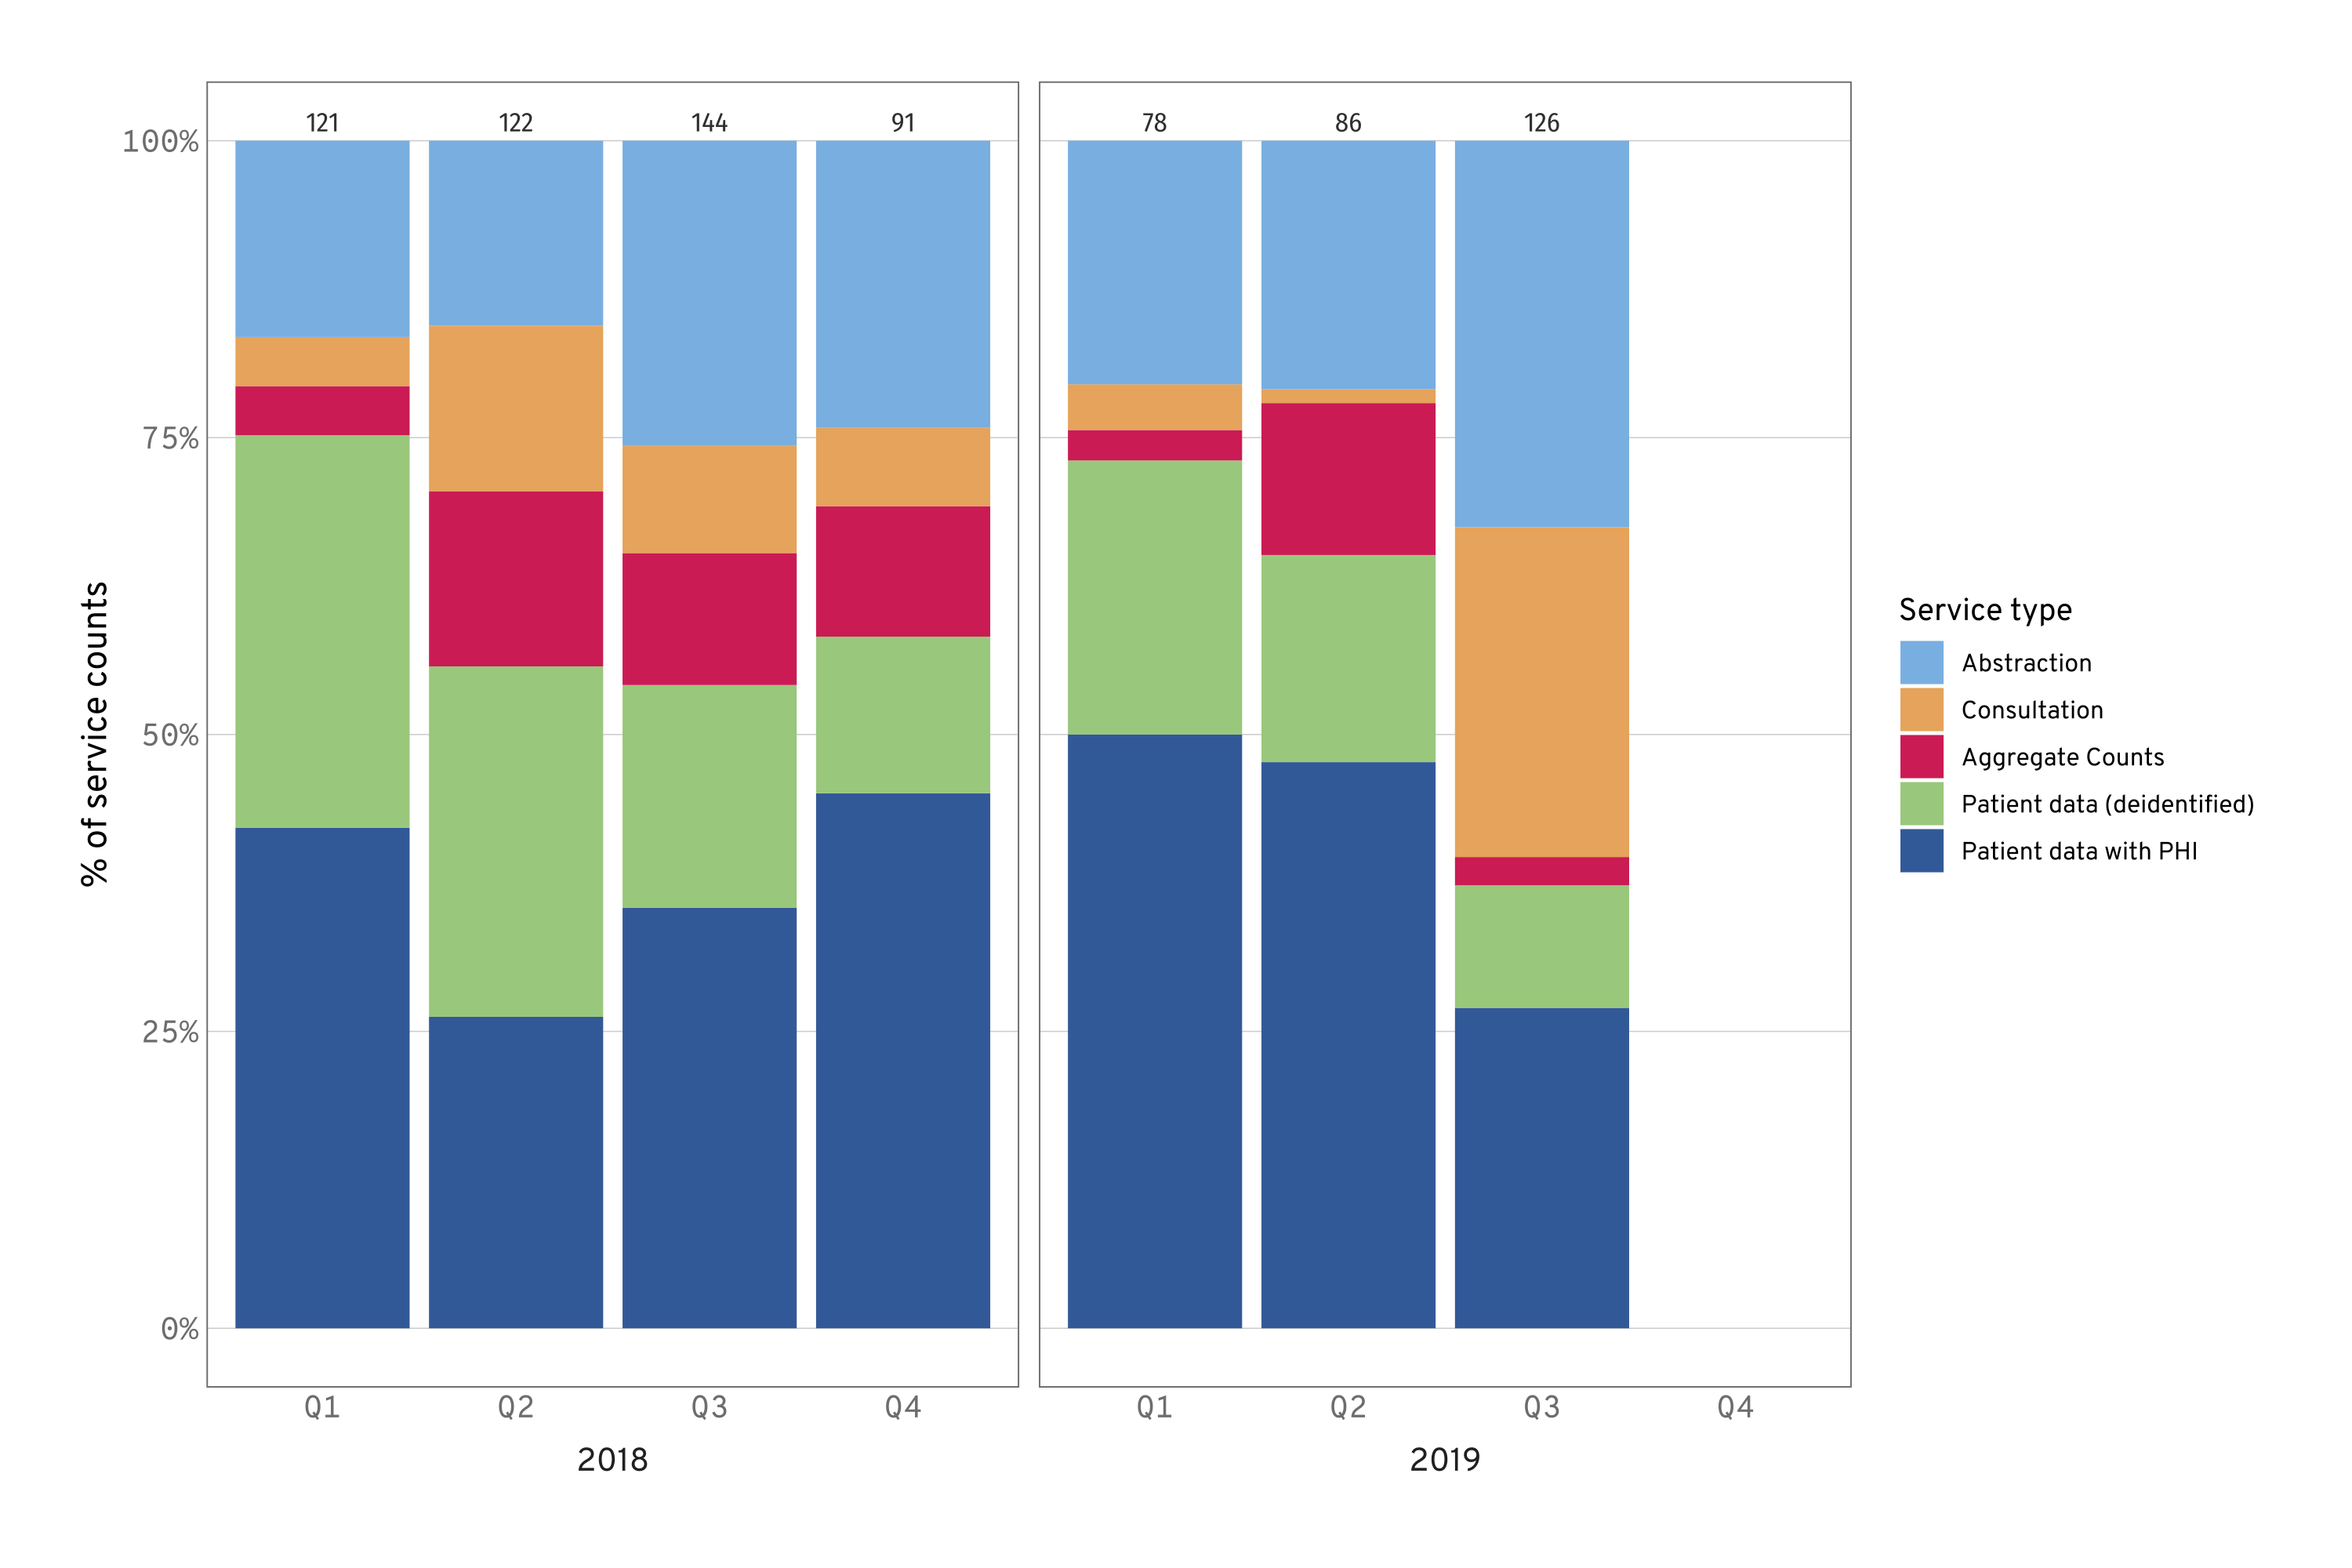 121 122 144 91 78 86 126
100%
75%
50%
25%
0%
% of service counts
Q1 Q2 Q3 Q4 Q1 Q2 Q3 Q4
2018 2019
Service type
Abstraction
Consultation
Aggregate Counts
Patient data (deidentified)
Patient data with PHI